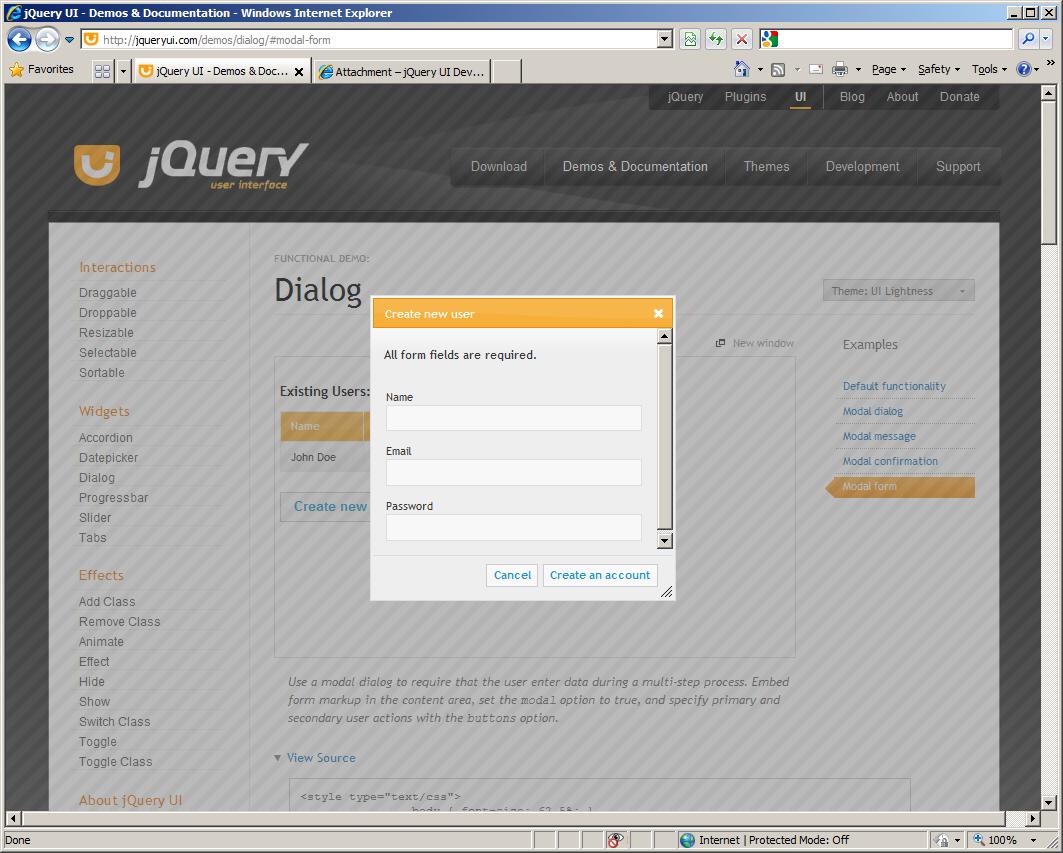 jQuery UI - Demos & Documentation - Windows Internet Explorer
http://jqueryui.com/demos/dialog/#modal-form
Favorites
jQuery UI - Demos & Doc...
Attachment – jQuery UI Dev...
Page
Safety
Tools
jQuery
Plugins
UI
Blog
About
Donate
jQuery
user interface
Download
Demos & Documentation
Themes
Development
Support
Interactions
Draggable
Droppable
Resizable
Selectable
Sortable
Widgets
Accordion
Datepicker
Dialog
Progressbar
Slider
Tabs
Effects
Add Class
Remove Class
Animate
Effect
Hide
Show
Switch Class
Toggle
Toggle Class
About jQuery UI
FUNCTIONAL DEMO:
Dialog
Theme: UI Lightness
New window
Existing Users:
Name
John Doe
Create new
Create new user
All form fields are required.
Name
Email
Password
Cancel
Create an account
Examples
Default functionality
Modal dialog
Modal message
Modal confirmation
Modal form
Use a modal dialog to require that the user enter data during a multi-step process. Embed
form markup in the content area, set the modal option to true, and specify primary and
secondary user actions with the buttons option.
View Source
<style type="text/css">
body { font-size: 62.5%; }
Done
Internet | Protected Mode: Off
100%